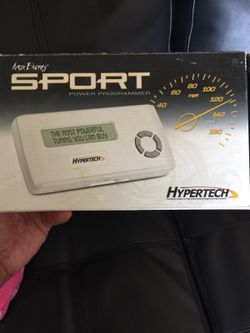 Max Energy
SPORT
POWER PROGRAMMER
40
60
80
100
120
140
160
mph
THE MOST POWERFUL
TUNING YOU CAN BUY
HYPERTECH
HYPERTECH